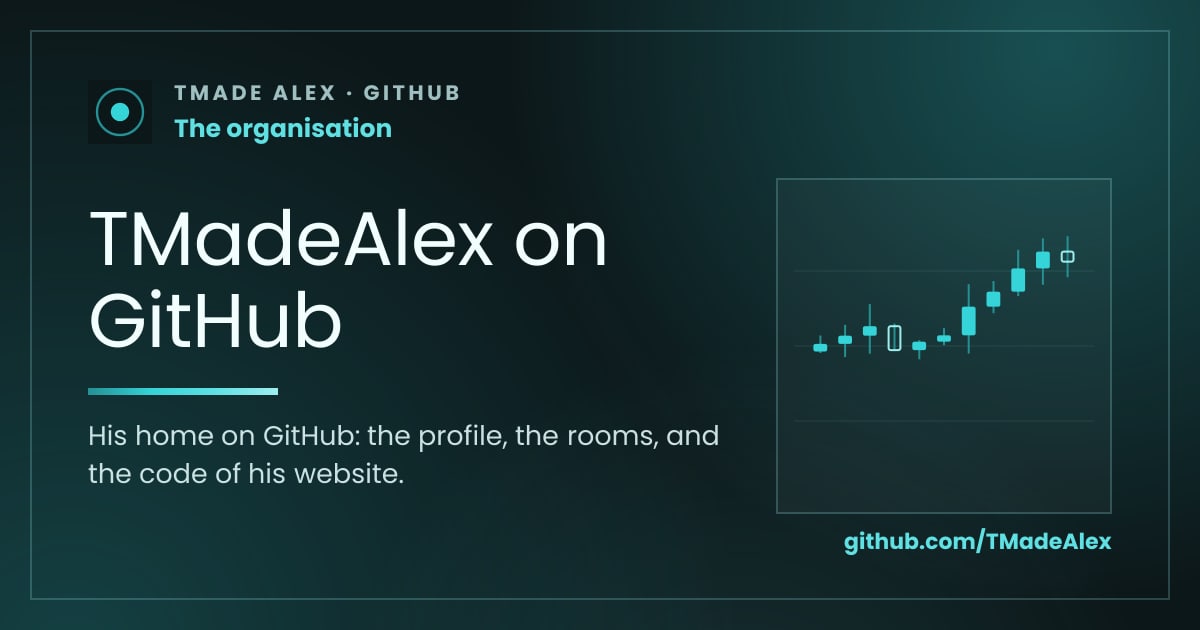 TMADE ALEX · GITHUB
The organisation
TMadeAlex on
GitHub
His home on GitHub: the profile, the rooms, and
the code of his website.
github.com/TMadeAlex